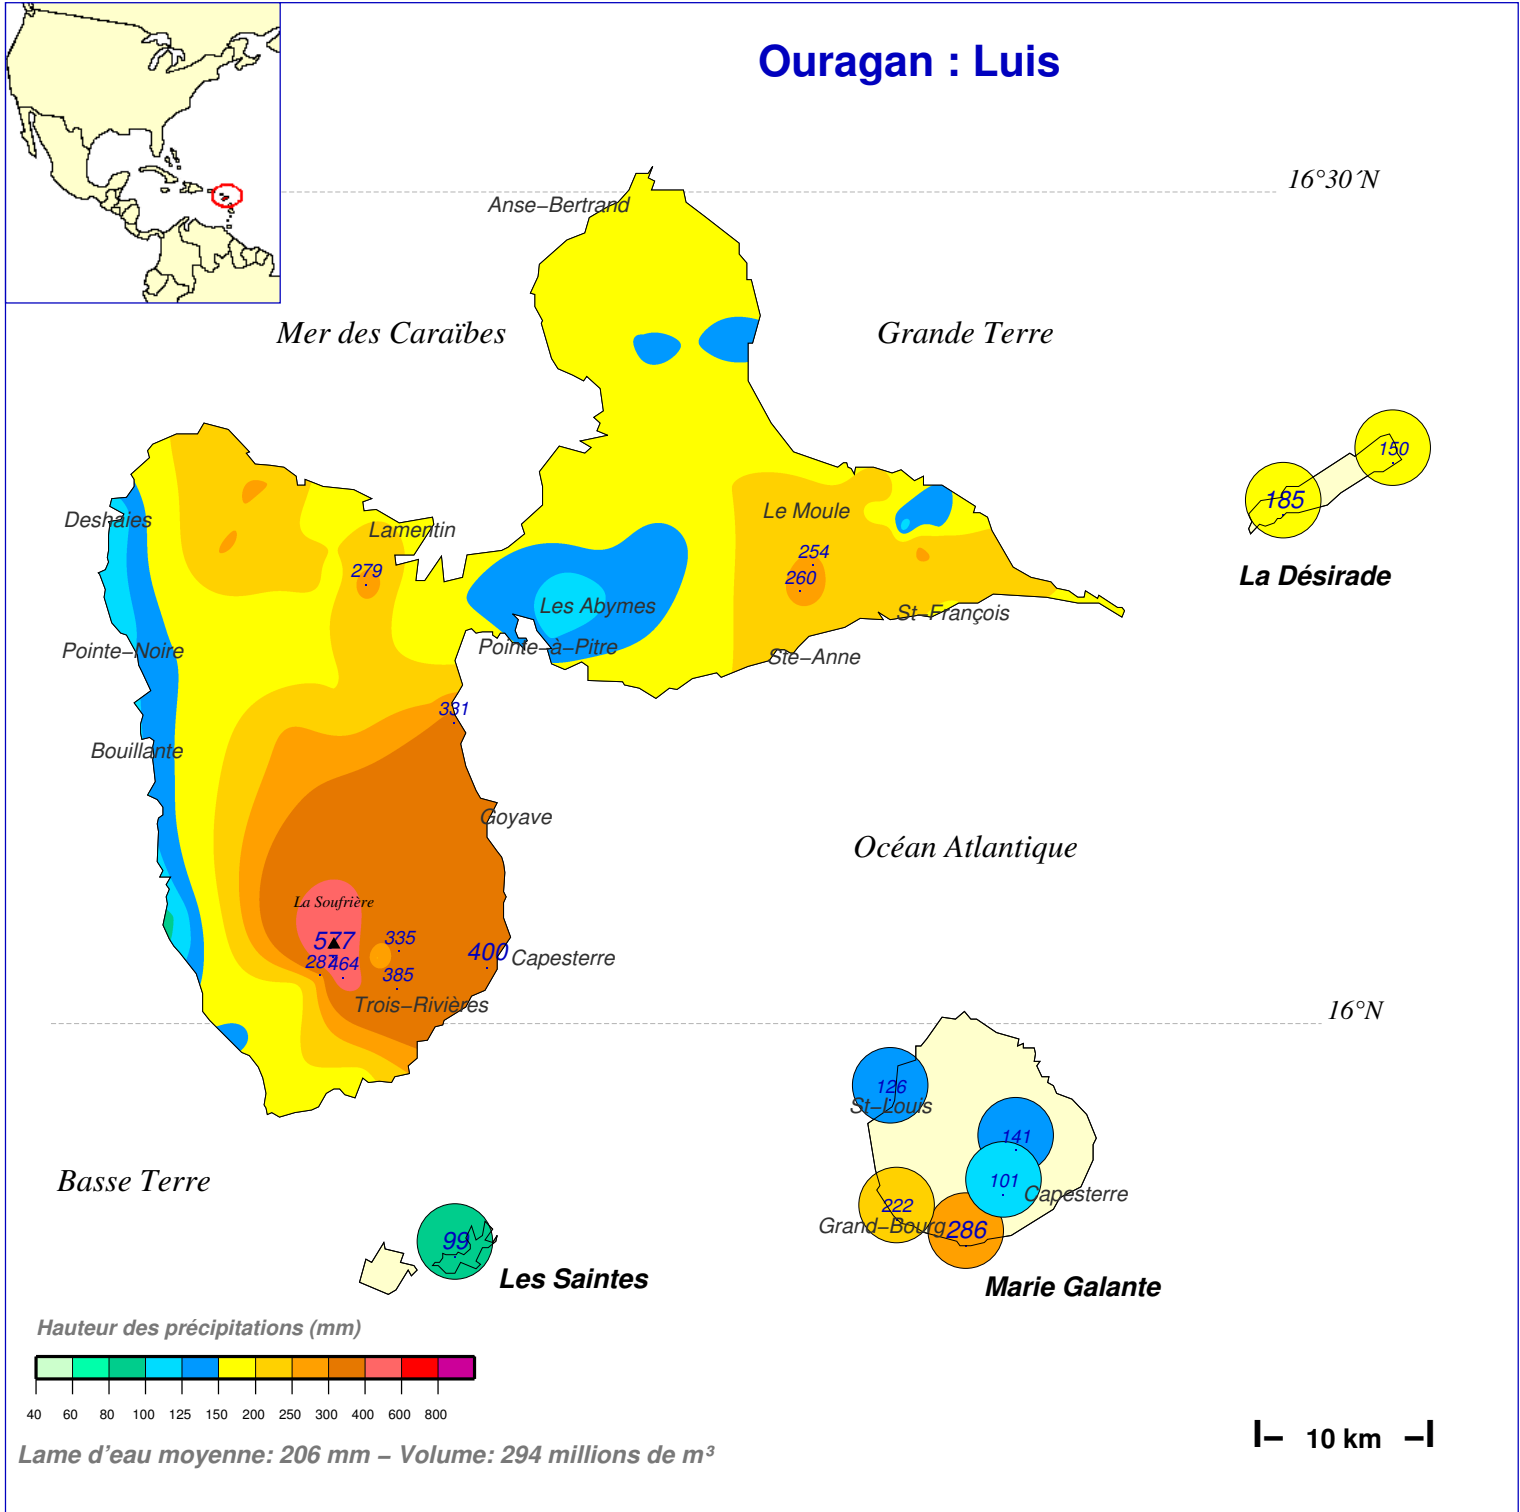 Ouragan : Luis
16°30´N
Anse−Bertrand
Mer des Caraïbes
Grande Terre
150
185
Deshaies
Lamentin
Le Moule
254
279
260
La Désirade
Les Abymes
St−François
Pointe−Noire
Pointe−à−Pitre
Ste−Anne
331
Bouillante
Goyave
Océan Atlantique
La Soufrière
577
335
400
Capesterre
287
464
385
Trois−Rivières
16°N
126
St−Louis
141
Basse Terre
101
Capesterre
222
Grand−Bourg
286
99
Les Saintes
Marie Galante
Hauteur des précipitations (mm)
40 60 80 100 125 150 200 250 300 400 600 800
10 km
Lame d'eau moyenne: 206 mm − Volume: 294 millions de m³